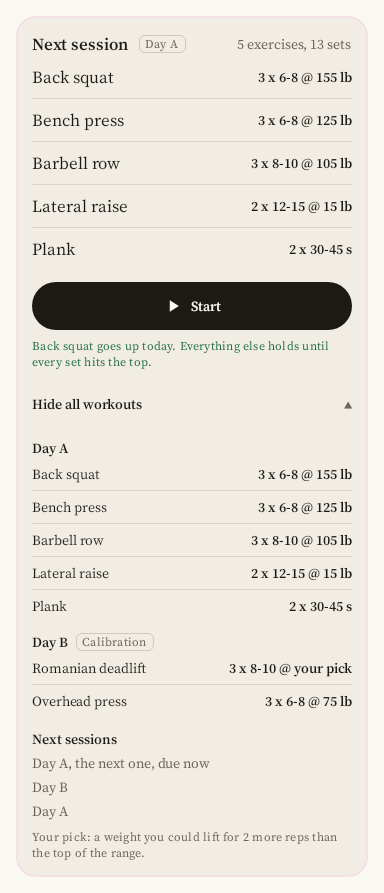 Next session Day A 5 exercises, 13 sets
Back squat 3 x 6-8 @ 155 lb
Bench press 3 x 6-8 @ 125 lb
Barbell row 3 x 8-10 @ 105 lb
Lateral raise 2 x 12-15 @ 15 lb
Plank 2 x 30-45 s
Start
Back squat goes up today. Everything else holds until
every set hits the top.
Hide all workouts
Day A
Back squat 3 x 6-8 @ 155 lb
Bench press 3 x 6-8 @ 125 lb
Barbell row 3 x 8-10 @ 105 lb
Lateral raise 2 x 12-15 @ 15 lb
Plank 2 x 30-45 s
Day B Calibration
Romanian deadlift 3 x 8-10 @ your pick
Overhead press 3 x 6-8 @ 75 lb
Next sessions
Day A, the next one, due now
Day B
Day A
Your pick: a weight you could lift for 2 more reps than
the top of the range.